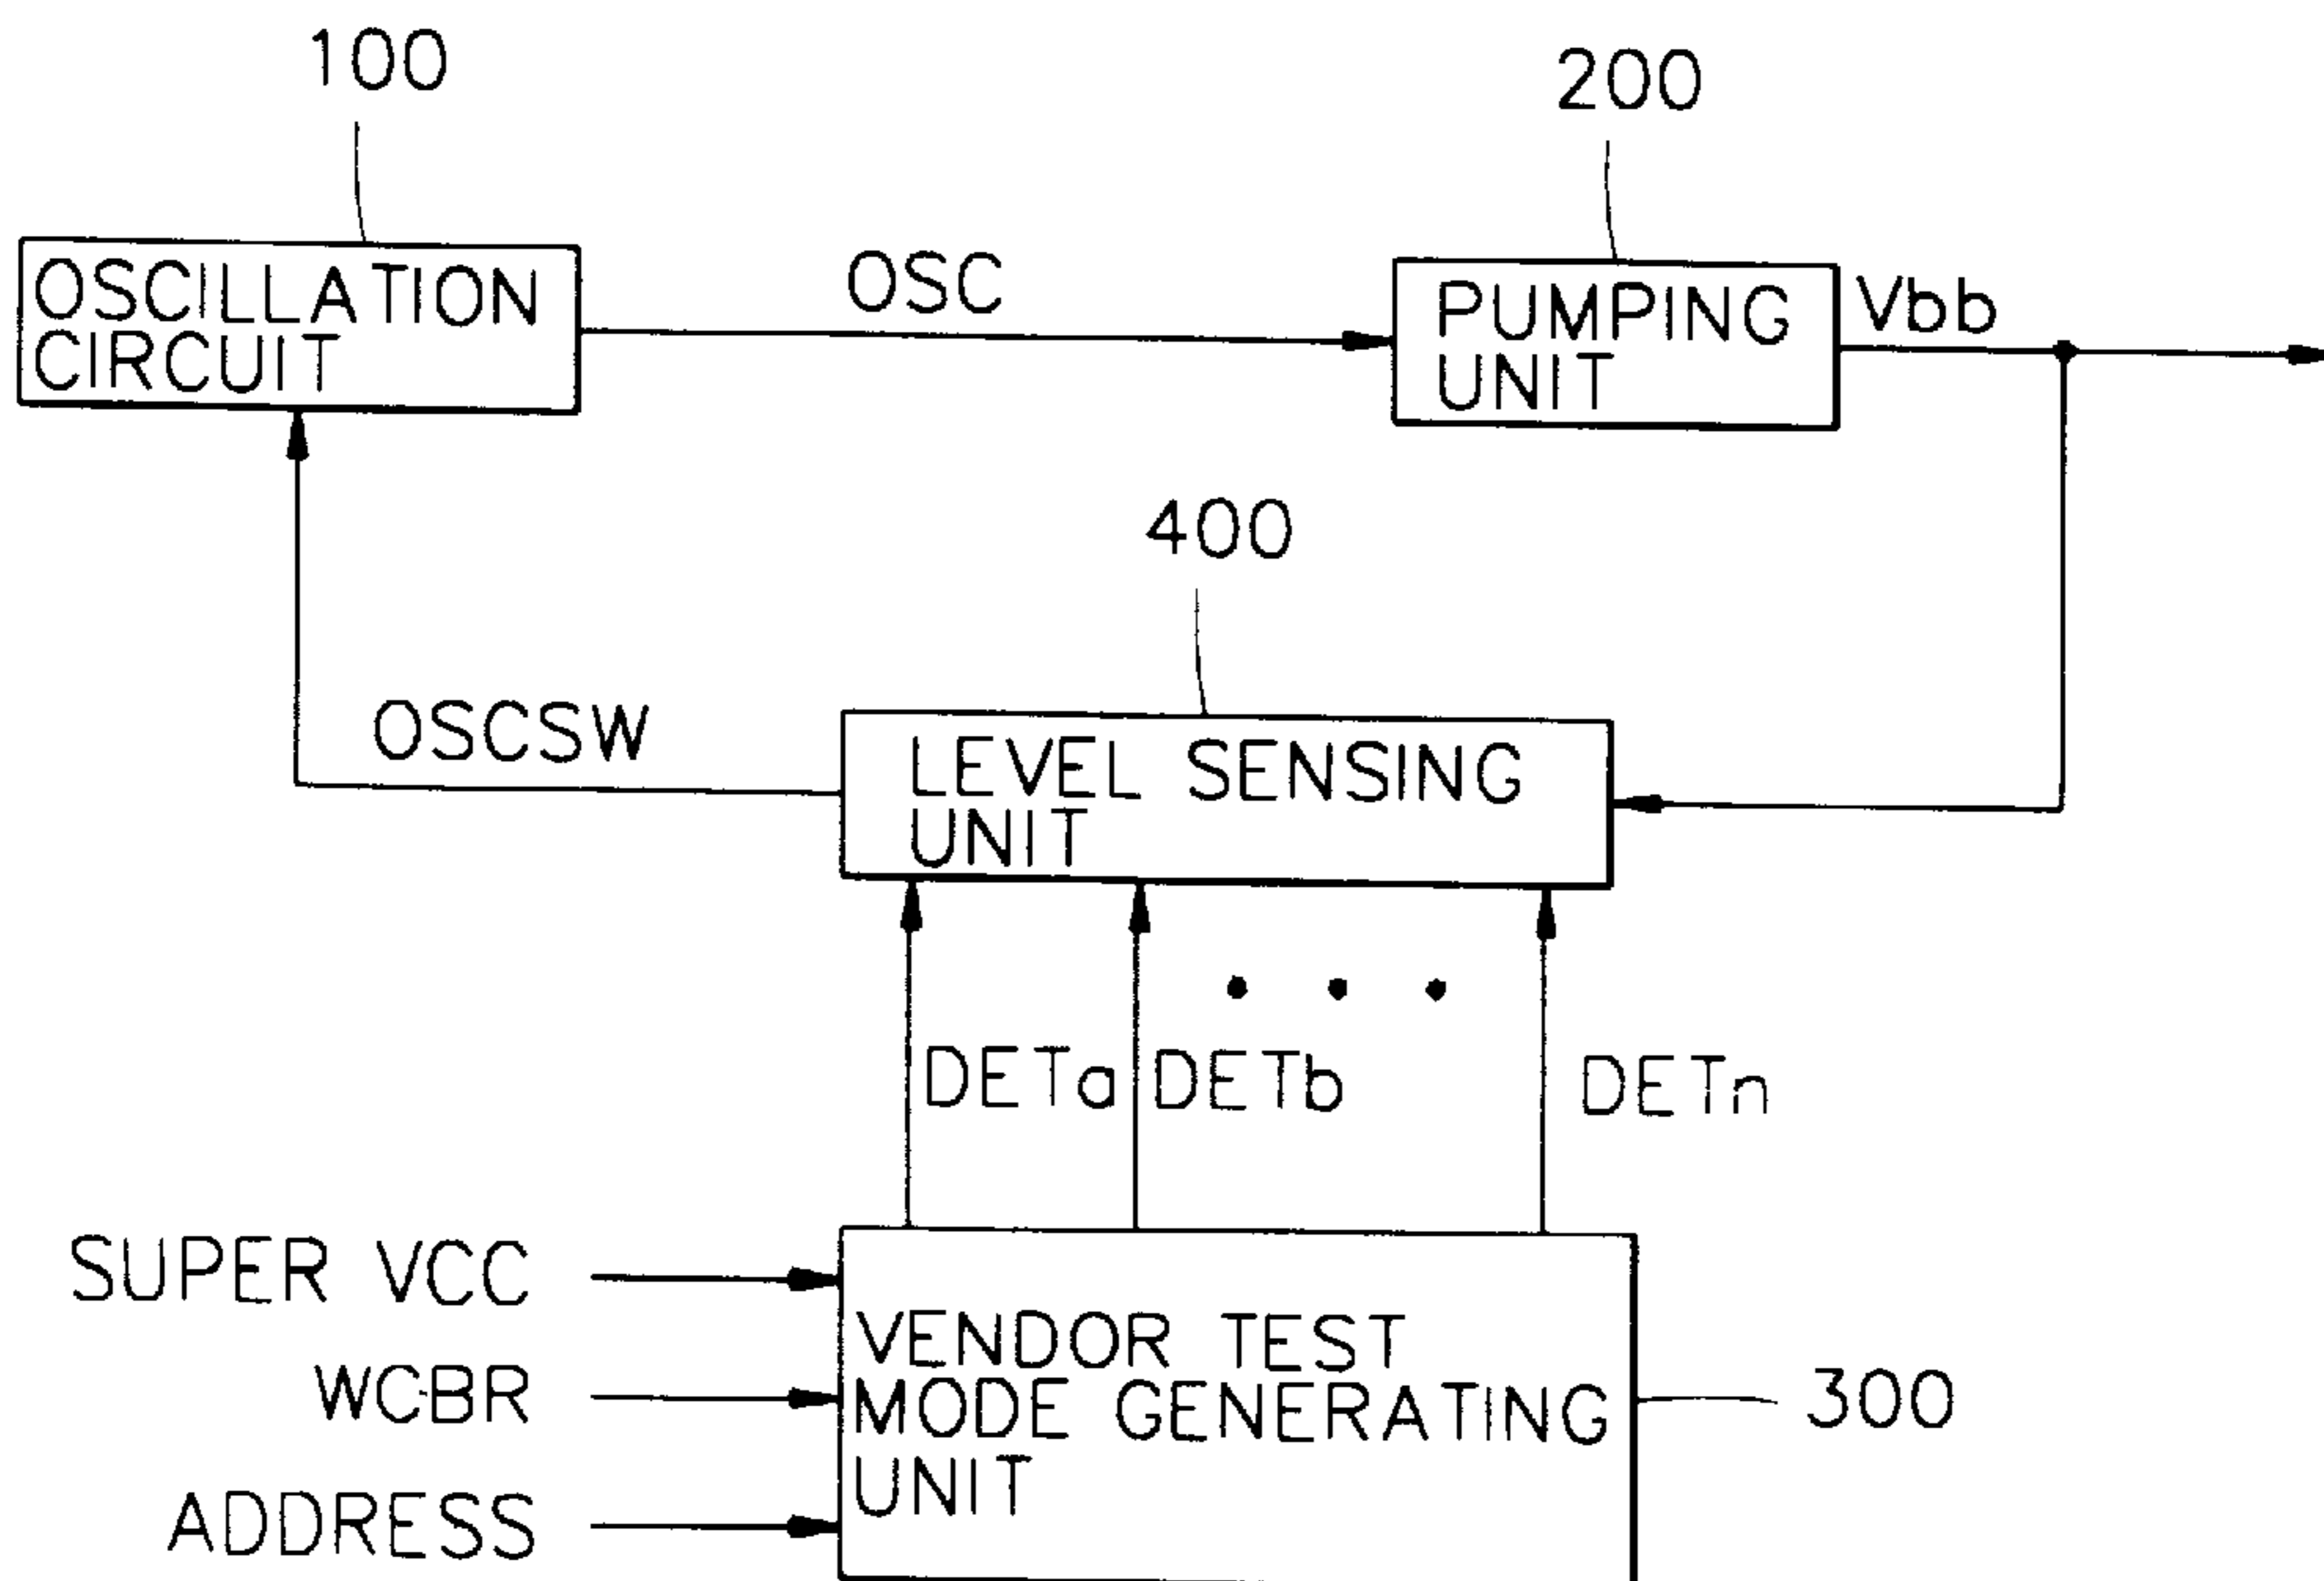 100
200
OSCILLATION
CIRCUIT
OSC
PUMPING
UNIT
Vbb
400
OSCSW
LEVEL SENSING
UNIT
DETa
DETb
DETn
SUPER VCC
WCBR
ADDRESS
VENDOR TEST
MODE GENERATING
UNIT
300